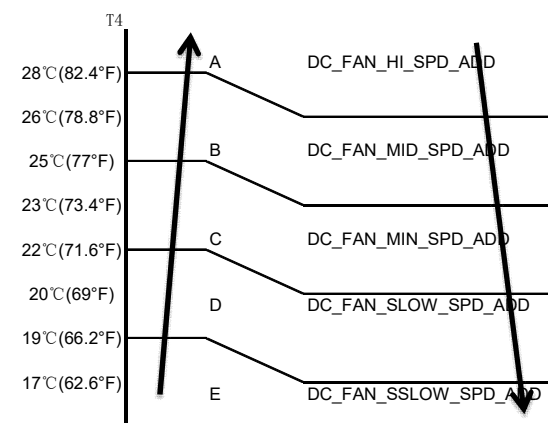 T4
A DC_FAN_HI_SPD_ADD
28℃(82.4°F)
26℃(78.8°F)
B DC_FAN_MID_SPD_ADD
25℃(77°F)
23℃(73.4°F)
C DC_FAN_MIN_SPD_ADD
22℃(71.6°F)
20℃(69°F)
D DC_FAN_SLOW_SPD_ADD
19℃(66.2°F)
17℃(62.6°F)
E DC_FAN_SSLOW_SPD_ADD